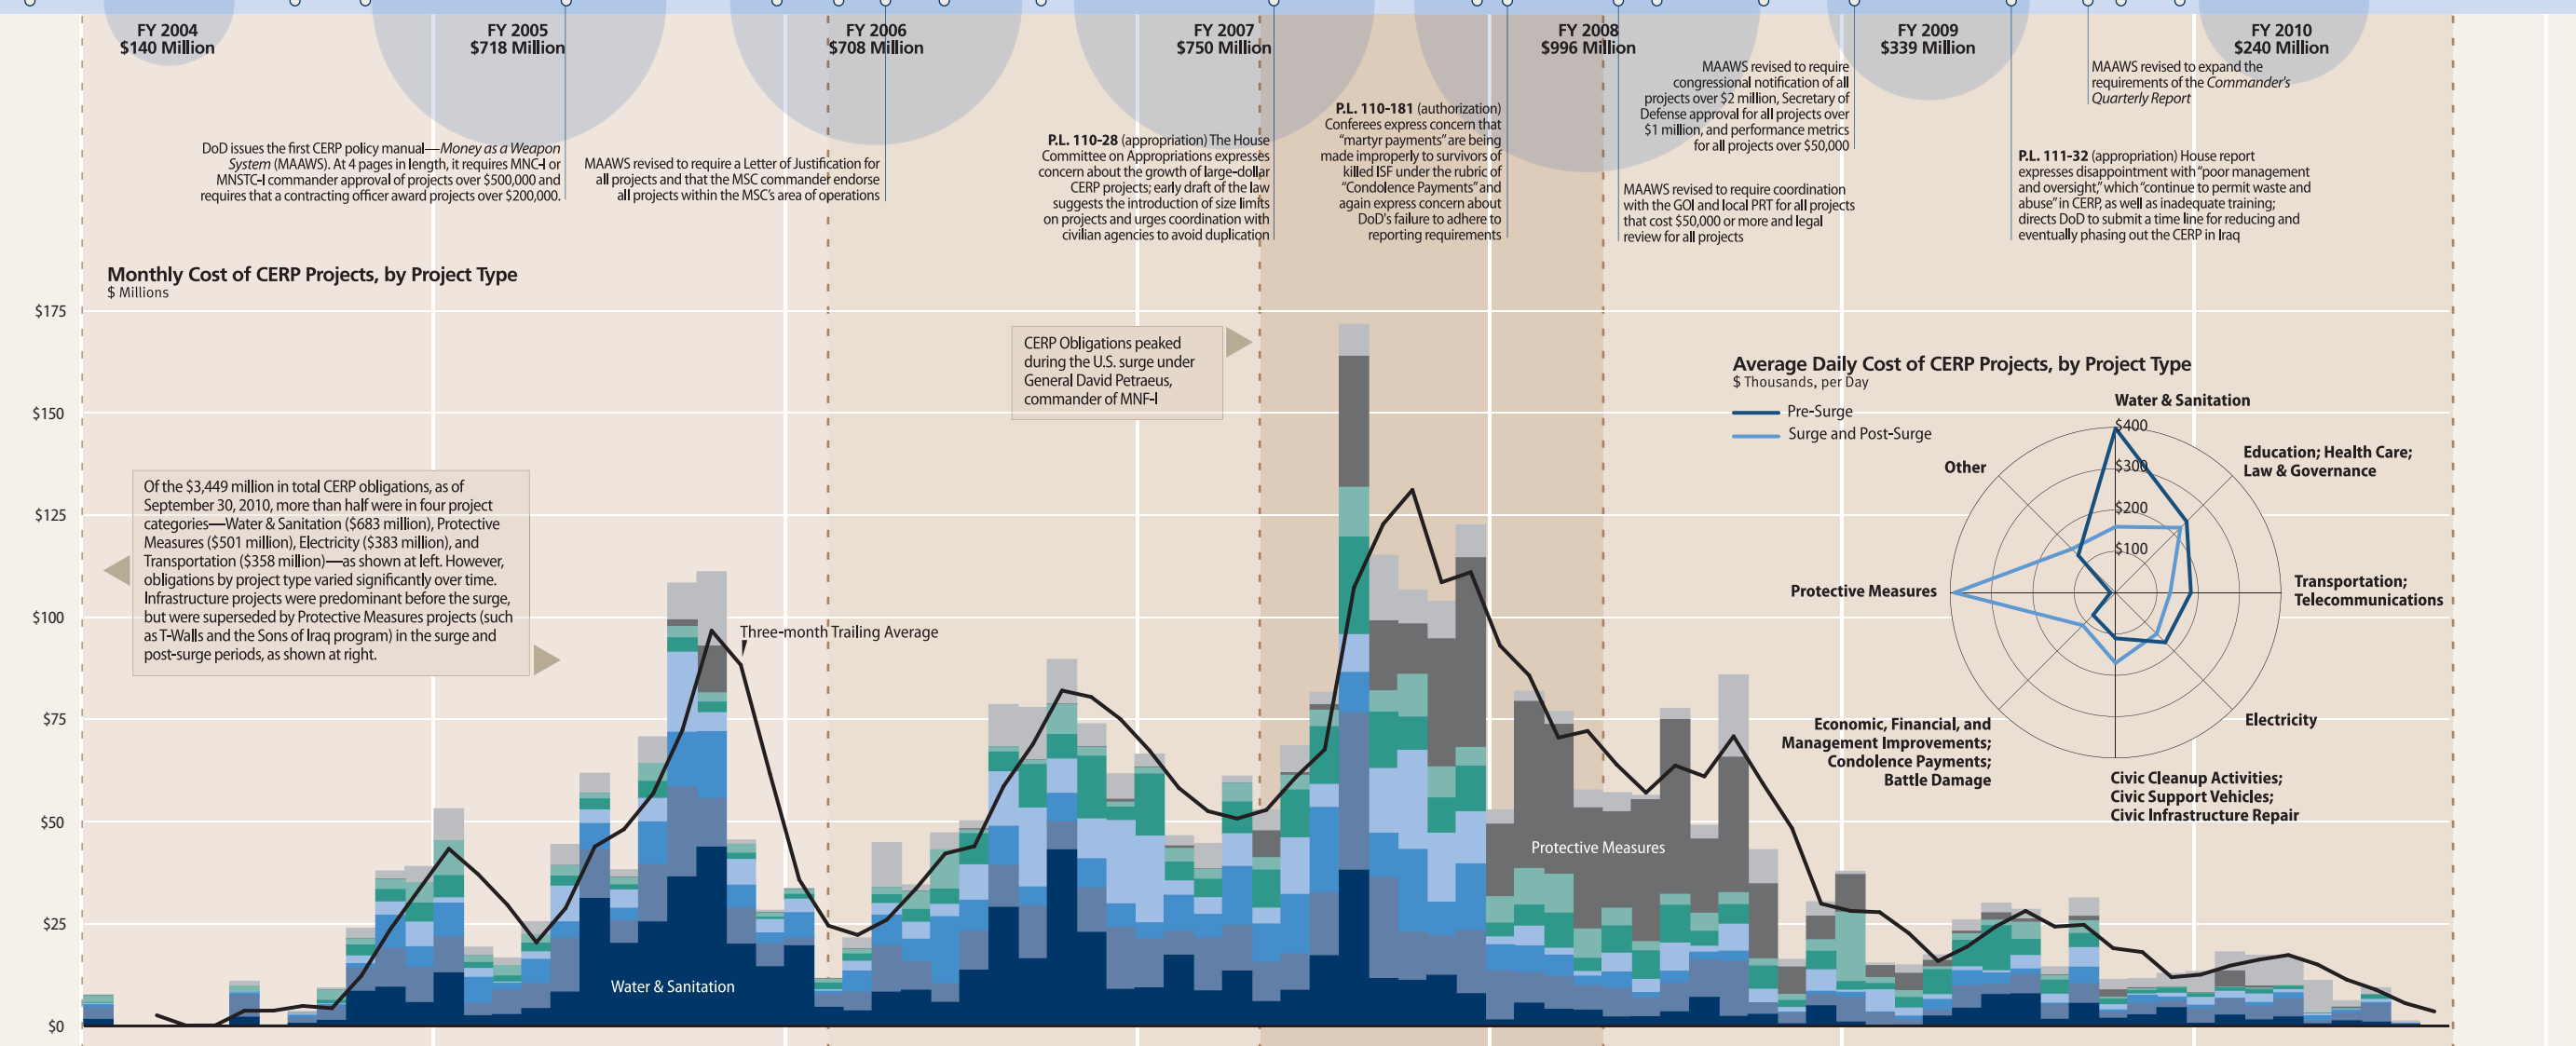 FY 2004
$140 Million
FY 2005
$718 Million
FY 2006
$708 Million
FY 2007
$750 Million
FY 2008
$996 Million
FY 2009
$339 Million
FY 2010
$240 Million
DoD issues the first CERP policy manual—Money as a Weapon
System (MAAWS). At 4 pages in length, it requires MNC-I or
MNSTC-I commander approval of projects over $500,000 and
requires that a contracting officer award projects over $200,000.
MAAWS revised to require a Letter of Justification for
all projects and that the MSC commander endorse
all projects within the MSC's area of operations
P.L. 110-28 (appropriation) The House
Committee on Appropriations expresses
concern about the growth of large-dollar
CERP projects; early draft of the law
suggests the introduction of size limits
on projects and urges coordination with
civilian agencies to avoid duplication
P.L. 110-181 (authorization)
Conferees express concern that
“martyr payments” are being
made improperly to survivors of
killed ISF under the rubric of
“Condolence Payments” and
again express concern about
DoD's failure to adhere to
reporting requirements
MAAWS revised to require
congressional notification of all
projects over $2 million, Secretary of
Defense approval for all projects over
$1 million, and performance metrics
for all projects over $50,000
MAAWS revised to require coordination
with the GOI and local PRT for all projects
that cost $50,000 or more and legal
review for all projects
MAAWS revised to expand the
requirements of the Commander's
Quarterly Report
P.L. 111-32 (appropriation) House report
expresses disappointment with “poor management
and oversight,” which “continue to permit waste and
abuse” in CERP, as well as inadequate training;
directs DoD to submit a time line for reducing and
eventually phasing out the CERP in Iraq
Monthly Cost of CERP Projects, by Project Type
$ Millions
$175
$150
$125
$100
$75
$50
$25
$0
CERP Obligations peaked
during the U.S. surge under
General David Petraeus,
commander of MNF-I
Of the $3,449 million in total CERP obligations, as of
September 30, 2010, more than half were in four project
categories—Water & Sanitation ($683 million), Protective
Measures ($501 million), Electricity ($383 million), and
Transportation ($358 million)—as shown at left. However,
obligations by project type varied significantly over time.
Infrastructure projects were predominant before the surge,
but were superseded by Protective Measures projects (such
as T-Walls and the Sons of Iraq program) in the surge and
post-surge periods, as shown at right.
Three-month Trailing Average
Water & Sanitation
Protective Measures
Average Daily Cost of CERP Projects, by Project Type
$ Thousands, per Day
Pre-Surge
Surge and Post-Surge
Water & Sanitation
$400
$300
$200
$100
Education; Health Care;
Law & Governance
Transportation;
Telecommunications
Electricity
Civic Cleanup Activities;
Civic Support Vehicles;
Civic Infrastructure Repair
Economic, Financial, and
Management Improvements;
Condolence Payments;
Battle Damage
Protective Measures
Other